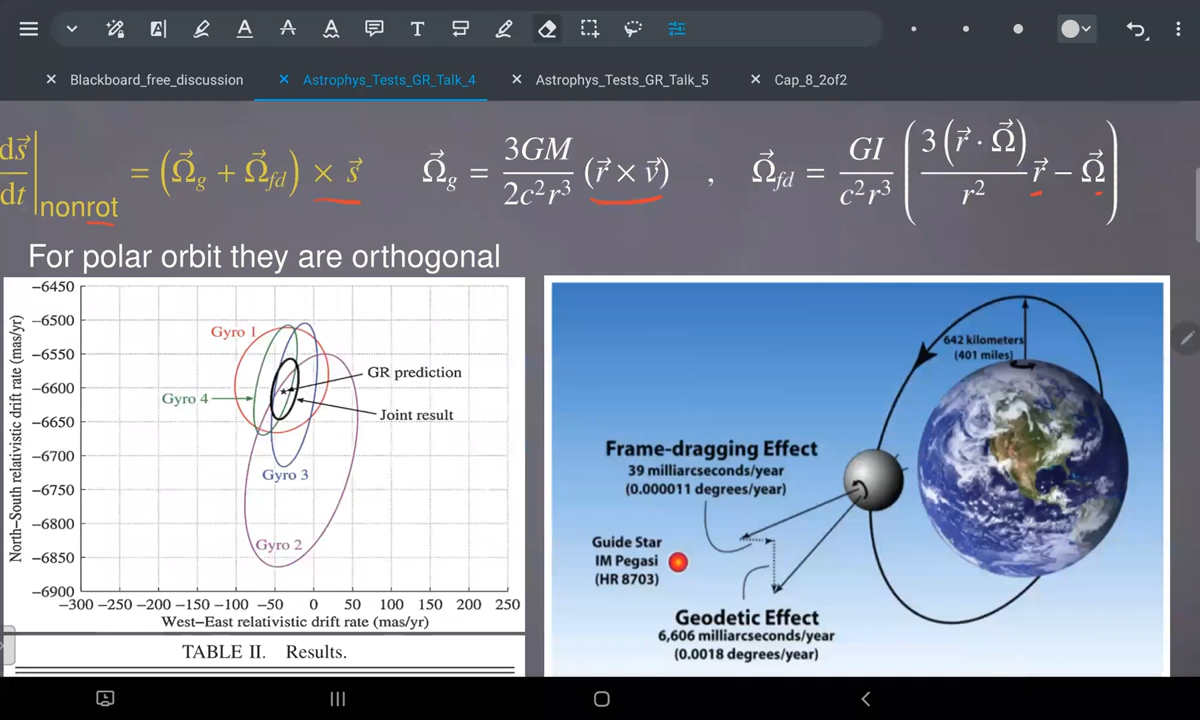 Blackboard_free_discussion
Astrophys_Tests_GR_Talk_4
Astrophys_Tests_GR_Talk_5
Cap_8_2of2
ds⃗/dt |nonrot = (Ω⃗g + Ω⃗fd) × s⃗    Ω⃗g = 3GM/2c²r³ (r⃗ × v⃗) , Ω⃗fd = GI/c²r³ (3(r⃗ · Ω⃗)/r² r⃗ − Ω⃗)
For polar orbit they are orthogonal
North–South relativistic drift rate (mas/yr)
−6450
−6500
−6550
−6600
−6650
−6700
−6750
−6800
−6850
−6900
Gyro 1
GR prediction
Gyro 4
Joint result
Gyro 3
Gyro 2
−300 −250 −200 −150 −100 −50 0 50 100 150 200 250
West–East relativistic drift rate (mas/yr)
TABLE II. Results.
642 kilometers
(401 miles)
Frame-dragging Effect
39 milliarcseconds/year
(0.000011 degrees/year)
Guide Star
IM Pegasi
(HR 8703)
Geodetic Effect
6,606 milliarcseconds/year
(0.0018 degrees/year)